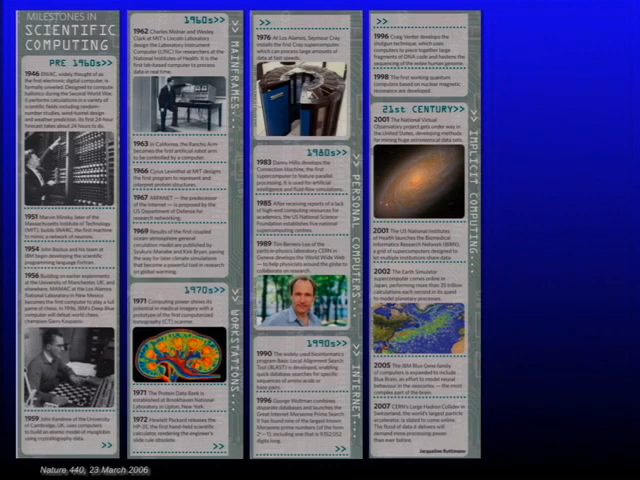 MILESTONES IN
SCIENTIFIC
COMPUTING
PRE 1960s>>
1946 ENIAC, widely thought of as
the first electronic digital computer, is
formally unveiled. Designed to compute
ballistics during the Second World War,
it performs calculations in a variety of
scientific fields including random-
number studies, wind-tunnel design
and weather prediction. Its first 24-hour
forecast takes about 24 hours to do.
1951 Marvin Minsky, later of the
Massachusetts Institute of Technology
(MIT), builds SNARC, the first machine
to mimic a network of neurons.
1954 John Backus and his team at
IBM begin developing the scientific
programming language Fortran.
1956 Building on earlier experiments
at the University of Manchester, UK, and
elsewhere, MANIAC at the Los Alamos
National Laboratory in New Mexico
becomes the first computer to play a full
game of chess. In 1996, IBM's Deep Blue
computer will defeat world chess
champion Garry Kasparov.
1959 John Kendrew of the University
of Cambridge, UK, uses computers
to build an atomic model of myoglobin
using crystallography data.
>>
1960s>>
1962 Charles Molnar and Wesley
Clark at MIT's Lincoln Laboratory
design the Laboratory Instrument
Computer (LINC) for researchers at the
National Institutes of Health. It is the
first lab-based computer to process
data in real time.
1963 In California, the Rancho Arm
becomes the first artificial robot arm
to be controlled by a computer.
1966 Cyrus Levinthal at MIT designs
the first program to represent and
interpret protein structures.
1967 ARPANET — the predecessor
of the Internet — is proposed by the
US Department of Defense for
research networking.
1969 Results of the first coupled
ocean-atmosphere general
circulation model are published by
Syukuro Manabe and Kirk Bryan, paving
the way for later climate simulations
that become a powerful tool in research
on global warming.
>> MAINFRAMES...
1970s>>
1971 Computing power shows its
potential in medical imagery with a
prototype of the first computerized
tomography (CT) scanner.
1971 The Protein Data Bank is
established at Brookhaven National
Laboratory in Upton, New York.
1972 Hewlett Packard releases the
HP-35, the first hand-held scientific
calculator, rendering the engineer's
slide rule obsolete.
>>
>> WORKSTATIONS...
>>
1976 At Los Alamos, Seymour Cray
installs the first Cray supercomputer
which can process large amounts of
data at fast speeds.
1980s>>
1983 Danny Hillis develops the
Connection Machine, the first
supercomputer to feature parallel
processing. It is used for artificial
intelligence and fluid-flow simulations.
1985 After receiving reports of a lack
of high-end computing resources for
academics, the US National Science
Foundation establishes five national
supercomputing centres.
1989 Tim Berners-Lee of the
particle-physics laboratory CERN in
Geneva develops the World Wide Web
— to help physicists around the globe to
collaborate on research.
>> PERSONAL COMPUTERS...
1990s>>
1990 The widely used bioinformatics
program Basic Local Alignment Search
Tool (BLAST) is developed, enabling
quick database searches for specific
sequences of amino acids or
base pairs.
1996 George Woltman combines
disparate databases and launches the
Great Internet Mersenne Prime Search.
It has found nine of the largest known
Mersenne prime numbers (of the form
2ⁿ − 1), including one that is 9,152,052
digits long.
>>
>> INTERNET...
>>
1996 Craig Venter develops the
shotgun technique, which uses
computers to piece together large
fragments of DNA code and hastens the
sequencing of the entire human genome.
1998 The first working quantum
computers based on nuclear magnetic
resonance are developed.
21st CENTURY>>
2001 The National Virtual
Observatory project gets under way in
the United States, developing methods
for mining huge astronomical data sets.
2001 The US National Institutes
of Health launches the Biomedical
Informatics Research Network (BIRN),
a grid of supercomputers designed to
let multiple institutions share data.
2002 The Earth Simulator
supercomputer comes online in
Japan, performing more than 35 trillion
calculations each second in its quest
to model planetary processes.
2005 The IBM Blue Gene family
of computers is expanded to include
Blue Brain, an effort to model neural
behaviour in the neocortex — the most
complex part of the brain.
2007 CERN's Large Hadron Collider in
Switzerland, the world's largest particle
accelerator, is slated to come online.
The flood of data it delivers will
demand more processing power
than ever before.
Jacqueline Ruttimann
>> IMPLICIT COMPUTING...
Nature 440, 23 March 2006